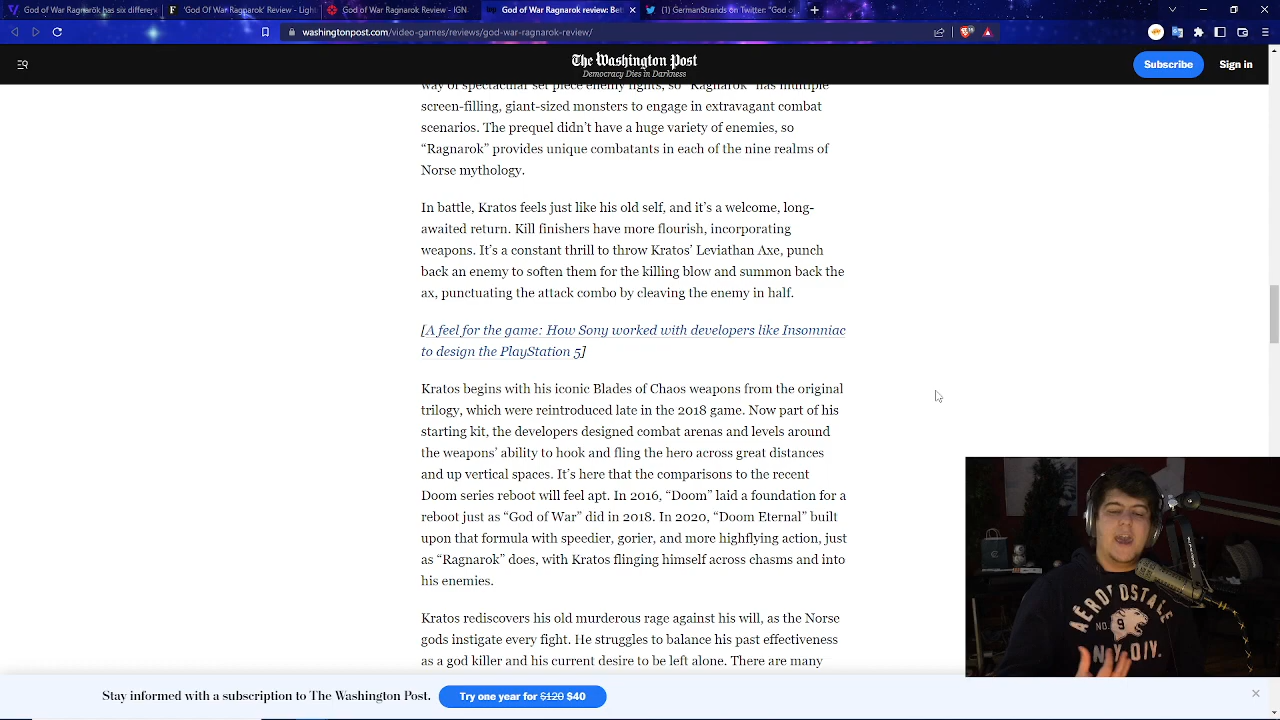 God of War Ragnarök has six differe
'God Of War Ragnarok' Review - Light
God of War Ragnarok Review - IGN
God of War Ragnarok review: Bet
(1) GermanStrands on Twitter: "God o
washingtonpost.com/video-games/reviews/god-war-ragnarok-review/
The Washington Post
Democracy Dies in Darkness
Subscribe
Sign in
way of spectacular set piece enemy fights, so “Ragnarok” has multiple
screen-filling, giant-sized monsters to engage in extravagant combat
scenarios. The prequel didn’t have a huge variety of enemies, so
“Ragnarok” provides unique combatants in each of the nine realms of
Norse mythology.
In battle, Kratos feels just like his old self, and it’s a welcome, long-
awaited return. Kill finishers have more flourish, incorporating
weapons. It’s a constant thrill to throw Kratos’ Leviathan Axe, punch
back an enemy to soften them for the killing blow and summon back the
ax, punctuating the attack combo by cleaving the enemy in half.
[A feel for the game: How Sony worked with developers like Insomniac
to design the PlayStation 5]
Kratos begins with his iconic Blades of Chaos weapons from the original
trilogy, which were reintroduced late in the 2018 game. Now part of his
starting kit, the developers designed combat arenas and levels around
the weapons’ ability to hook and fling the hero across great distances
and up vertical spaces. It’s here that the comparisons to the recent
Doom series reboot will feel apt. In 2016, “Doom” laid a foundation for a
reboot just as “God of War” did in 2018. In 2020, “Doom Eternal” built
upon that formula with speedier, gorier, and more highflying action, just
as “Ragnarok” does, with Kratos flinging himself across chasms and into
his enemies.
Kratos rediscovers his old murderous rage against his will, as the Norse
gods instigate every fight. He struggles to balance his past effectiveness
as a god killer and his current desire to be left alone. There are many
NO.
9
Stay informed with a subscription to The Washington Post.
Try one year for $120 $40